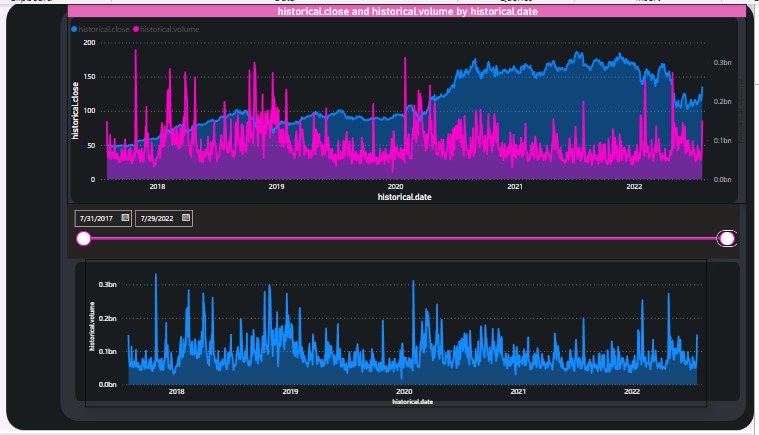 historical.close and historical.volume by historical.date
historical.close historical.volume
200
150
100
50
0
historical.close
0.3bn
0.2bn
0.1bn
0.0bn
2018 2019 2020 2021 2022
historical.date
7/31/2017 7/29/2022
0.3bn
0.2bn
0.1bn
0.0bn
historical.volume
2018 2019 2020 2021 2022
historical.date